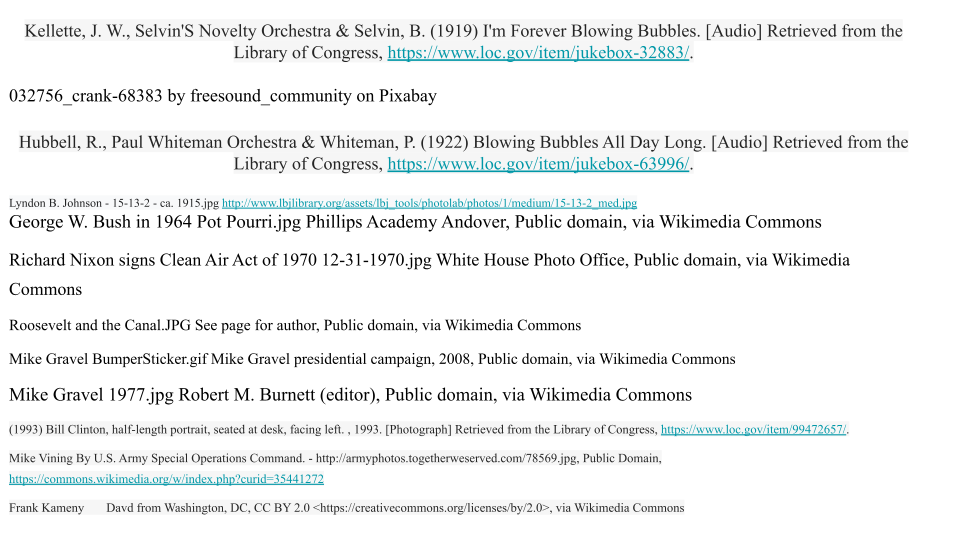 Kellette, J. W., Selvin'S Novelty Orchestra & Selvin, B. (1919) I'm Forever Blowing Bubbles. [Audio] Retrieved from the
Library of Congress, https://www.loc.gov/item/jukebox-32883/.
032756_crank-68383 by freesound_community on Pixabay
Hubbell, R., Paul Whiteman Orchestra & Whiteman, P. (1922) Blowing Bubbles All Day Long. [Audio] Retrieved from the
Library of Congress, https://www.loc.gov/item/jukebox-63996/.
Lyndon B. Johnson - 15-13-2 - ca. 1915.jpg http://www.lbjlibrary.org/assets/lbj_tools/photolab/photos/1/medium/15-13-2_med.jpg
George W. Bush in 1964 Pot Pourri.jpg Phillips Academy Andover, Public domain, via Wikimedia Commons
Richard Nixon signs Clean Air Act of 1970 12-31-1970.jpg White House Photo Office, Public domain, via Wikimedia
Commons
Roosevelt and the Canal.JPG See page for author, Public domain, via Wikimedia Commons
Mike Gravel BumperSticker.gif Mike Gravel presidential campaign, 2008, Public domain, via Wikimedia Commons
Mike Gravel 1977.jpg Robert M. Burnett (editor), Public domain, via Wikimedia Commons
(1993) Bill Clinton, half-length portrait, seated at desk, facing left. , 1993. [Photograph] Retrieved from the Library of Congress, https://www.loc.gov/item/99472657/.
Mike Vining By U.S. Army Special Operations Command. - http://armyphotos.togetherweserved.com/78569.jpg, Public Domain,
https://commons.wikimedia.org/w/index.php?curid=35441272
Frank Kameny Davd from Washington, DC, CC BY 2.0 <https://creativecommons.org/licenses/by/2.0>, via Wikimedia Commons